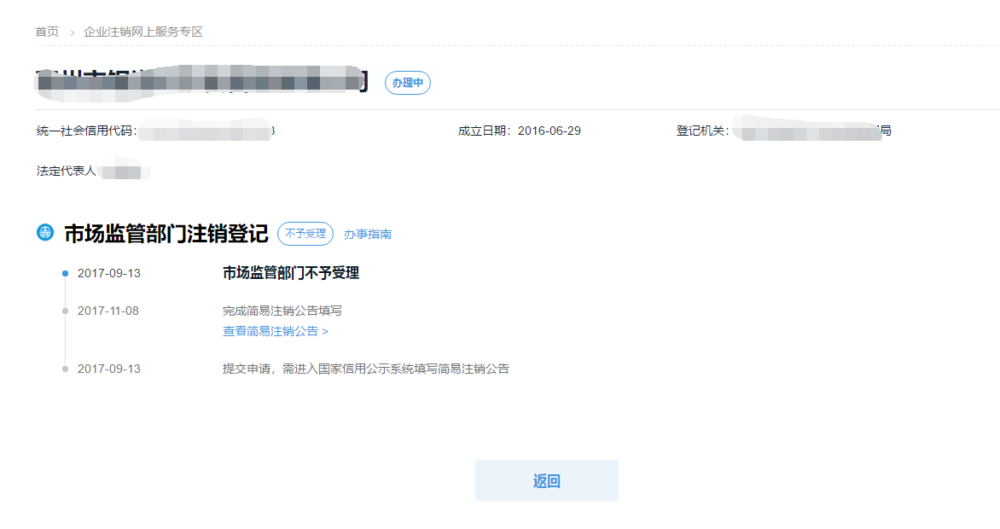 首页 > 企业注销网上服务专区
办理中
统一社会信用代码：
成立日期：2016-06-29
登记机关：
局
法定代表人
市场监管部门注销登记 不予受理 办事指南
2017-09-13 市场监管部门不予受理
2017-11-08 完成简易注销公告填写
查看简易注销公告 >
2017-09-13 提交申请，需进入国家信用公示系统填写简易注销公告
返回